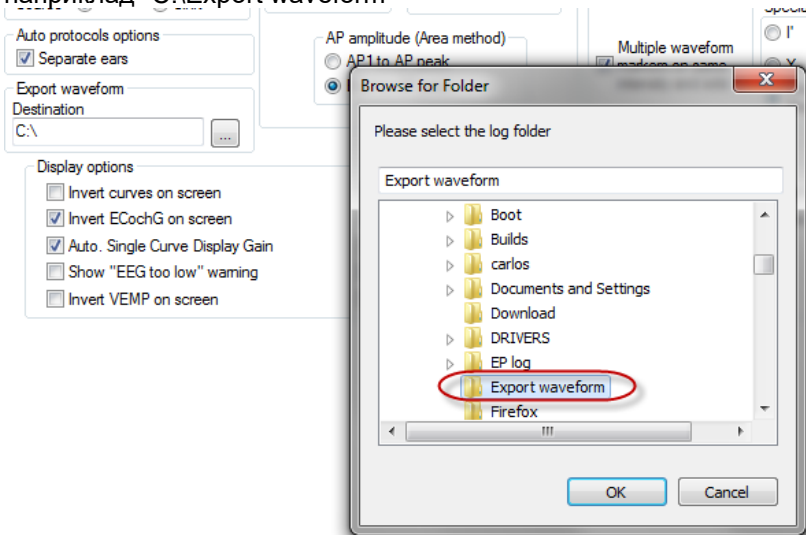 наприклад "C:\Export waveform"
Auto protocols options
Separate ears
Export waveform
Destination
C:\
...
AP amplitude (Area method)
AP1 to AP peak
Multiple waveform
Display options
Invert curves on screen
Invert ECochG on screen
Auto. Single Curve Display Gain
Show "EEG too low" warning
Invert VEMP on screen
Browse for Folder
Please select the log folder
Export waveform
Boot
Builds
carlos
Documents and Settings
Download
DRIVERS
EP log
Export waveform
Firefox
OK
Cancel